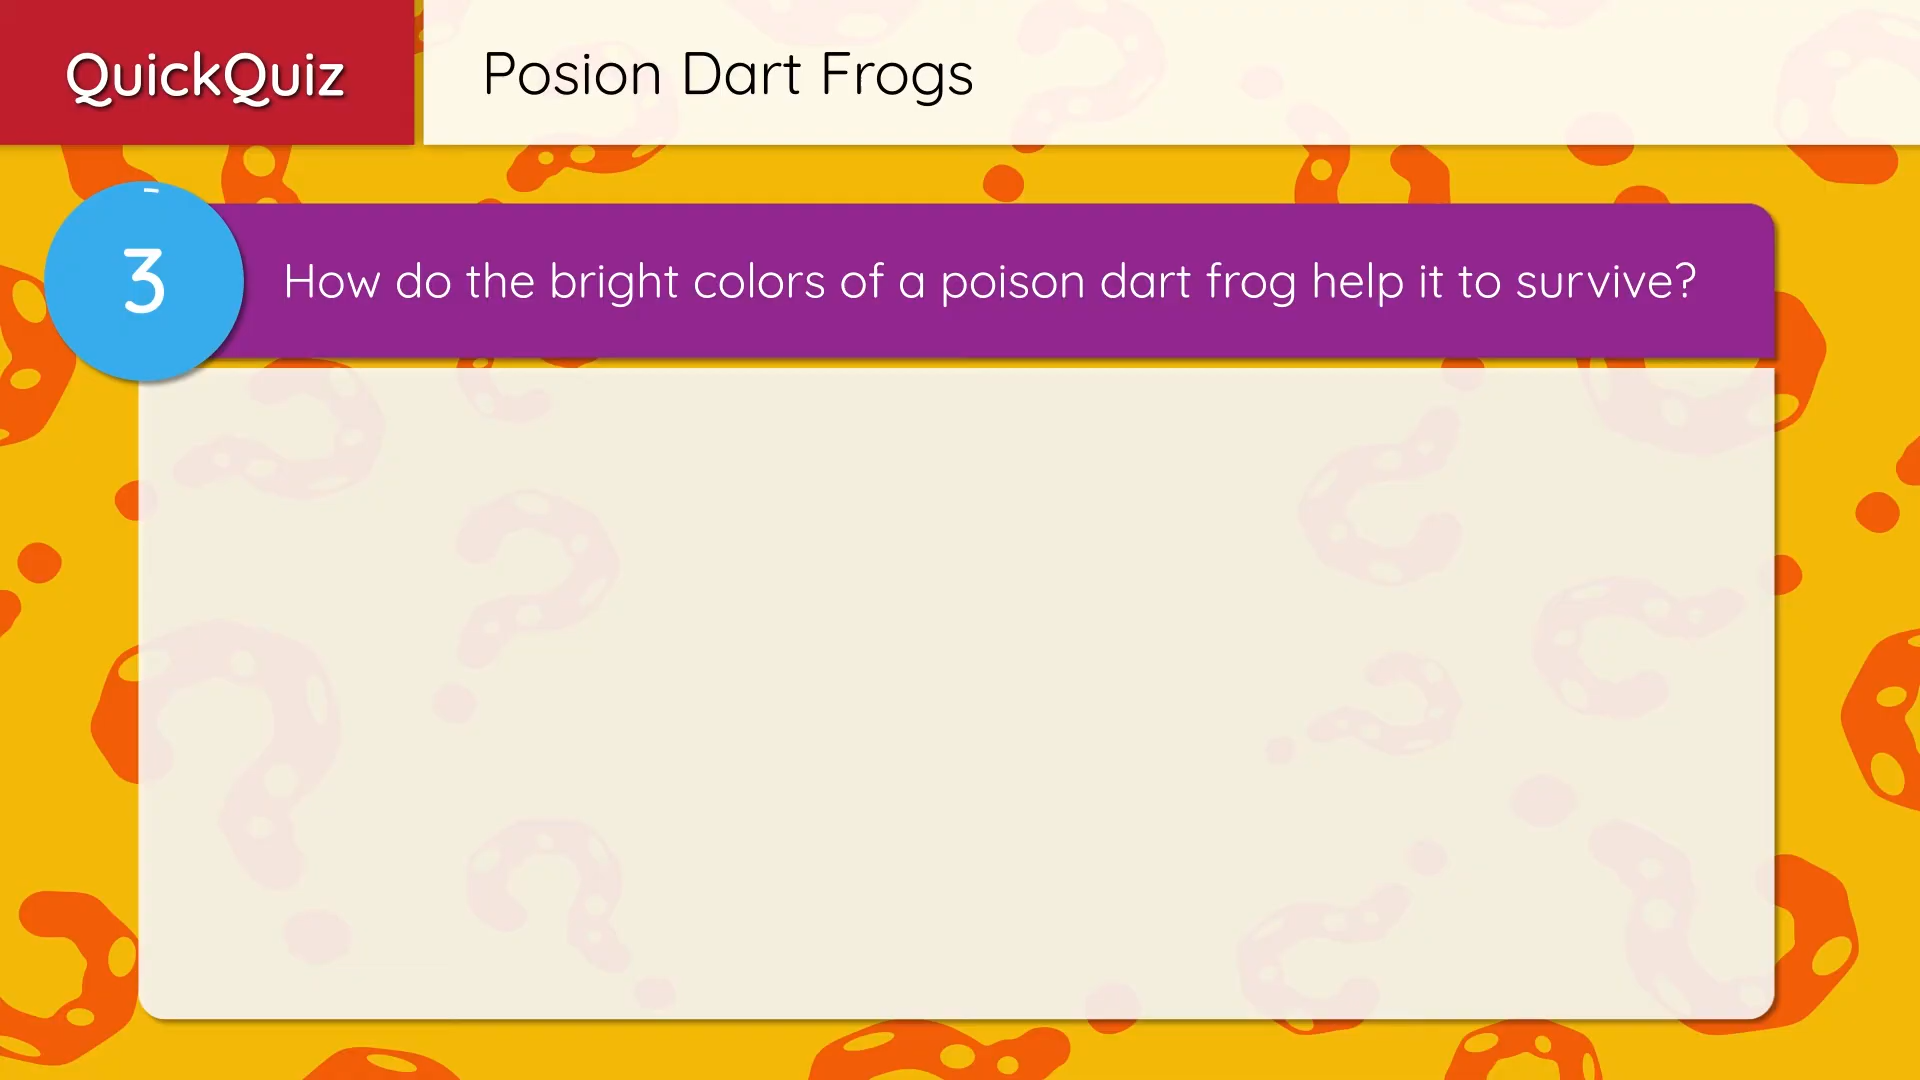 QuickQuiz
Posion Dart Frogs
3
How do the bright colors of a poison dart frog help it to survive?